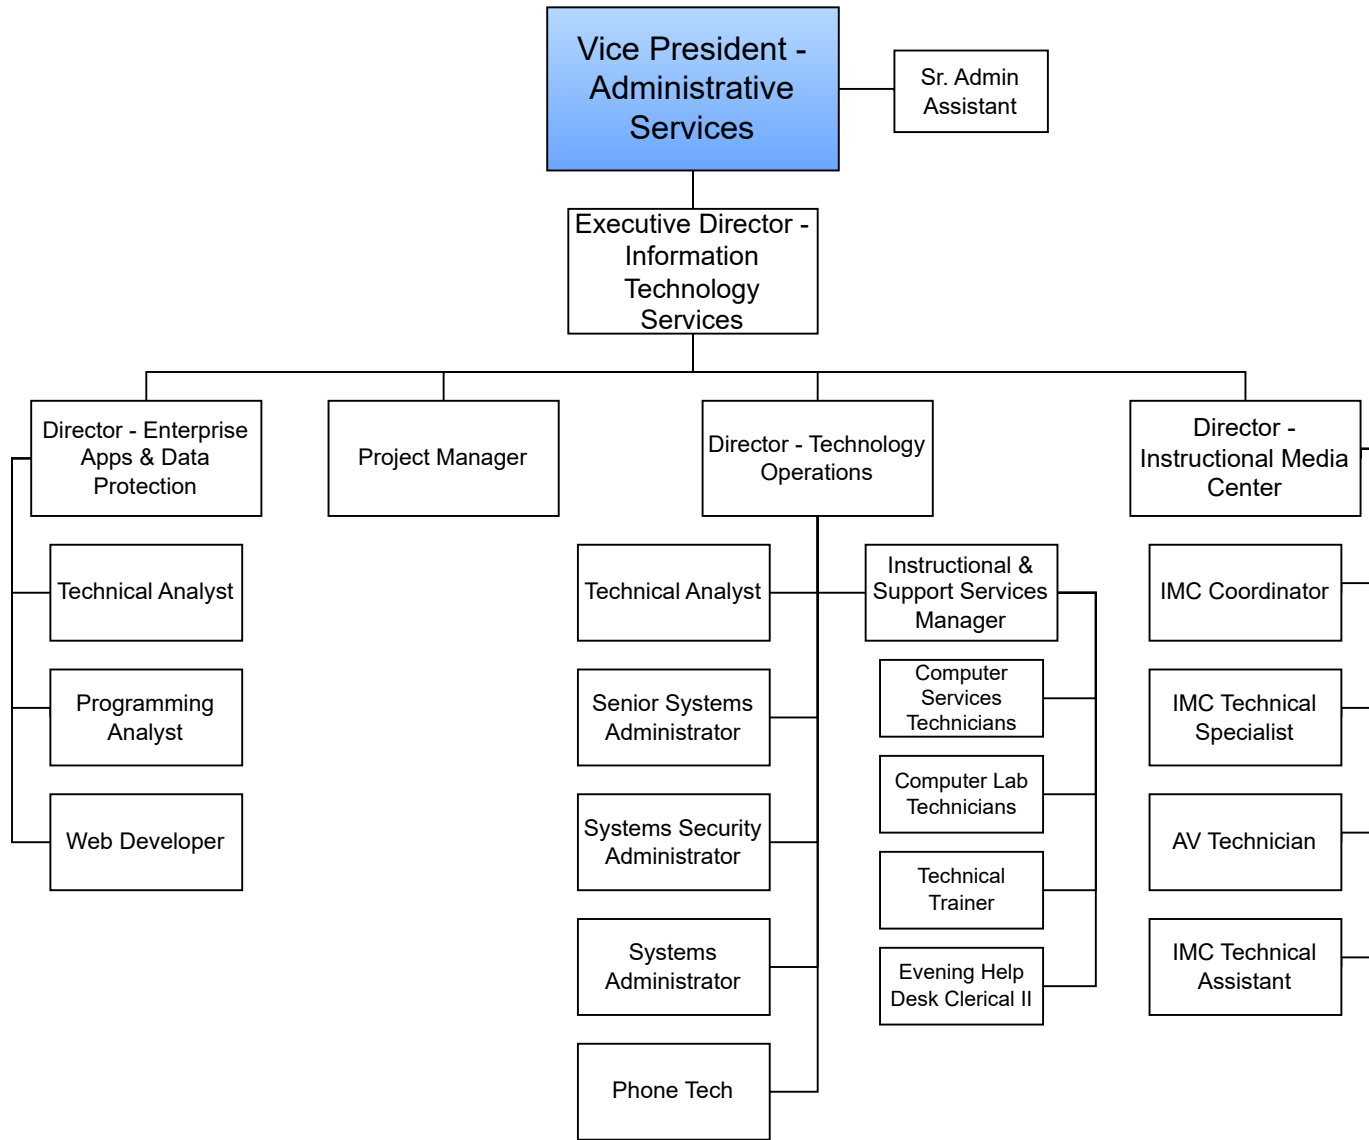 Vice President -
Administrative
Services
Sr. Admin
Assistant
Executive Director -
Information
Technology
Services
Director - Enterprise
Apps & Data
Protection
Project Manager
Director - Technology
Operations
Director -
Instructional Media
Center
Technical Analyst
Programming
Analyst
Web Developer
Technical Analyst
Senior Systems
Administrator
Systems Security
Administrator
Systems
Administrator
Phone Tech
Instructional &
Support Services
Manager
Computer
Services
Technicians
Computer Lab
Technicians
Technical
Trainer
Evening Help
Desk Clerical II
IMC Coordinator
IMC Technical
Specialist
AV Technician
IMC Technical
Assistant